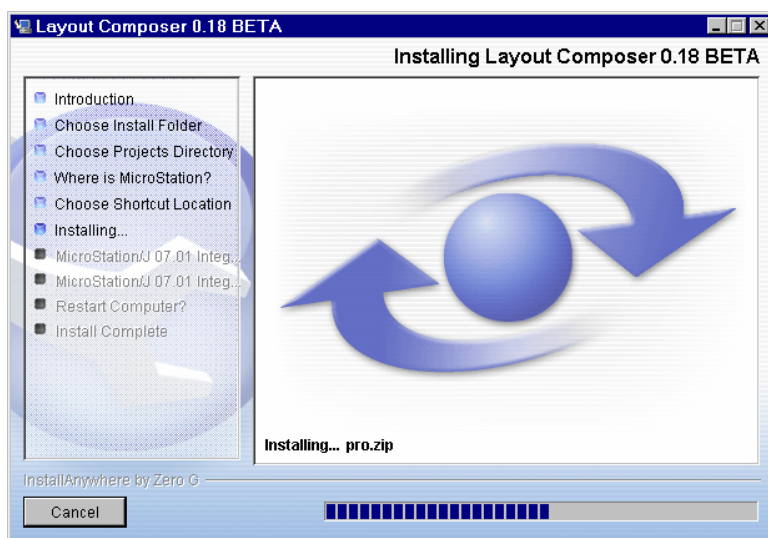 Layout Composer 0.18 BETA
Installing Layout Composer 0.18 BETA
Introduction
Choose Install Folder
Choose Projects Directory
Where is MicroStation?
Choose Shortcut Location
Installing...
MicroStation/J 07.01 Integ...
MicroStation/J 07.01 Integ...
Restart Computer?
Install Complete
Installing... pro.zip
InstallAnywhere by Zero G
Cancel